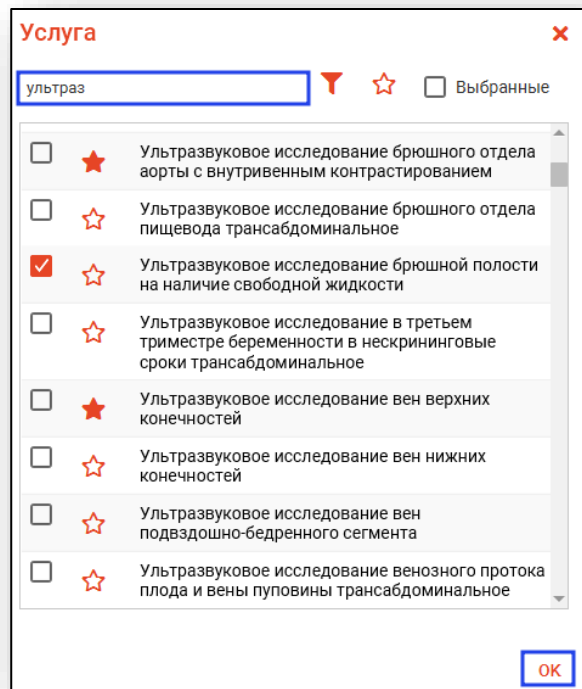 Услуга
ультраз
Выбранные
Ультразвуковое исследование брюшного отдела
аорты с внутривенным контрастированием
Ультразвуковое исследование брюшного отдела
пищевода трансабдоминальное
Ультразвуковое исследование брюшной полости
на наличие свободной жидкости
Ультразвуковое исследование в третьем
триместре беременности в нескрининговые
сроки трансабдоминальное
Ультразвуковое исследование вен верхних
конечностей
Ультразвуковое исследование вен нижних
конечностей
Ультразвуковое исследование вен
подвздошно-бедренного сегмента
Ультразвуковое исследование венозного протока
плода и вены пуповины трансабдоминальное
ОК